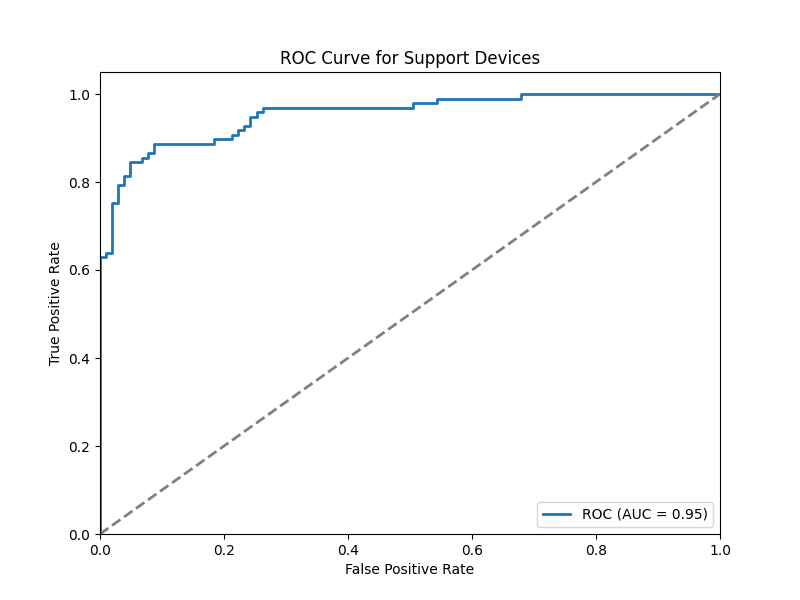 ROC Curve for Support Devices
1.0
0.8
0.6
0.4
0.2
0.0
True Positive Rate
0.0 0.2 0.4 0.6 0.8 1.0
False Positive Rate
ROC (AUC = 0.95)